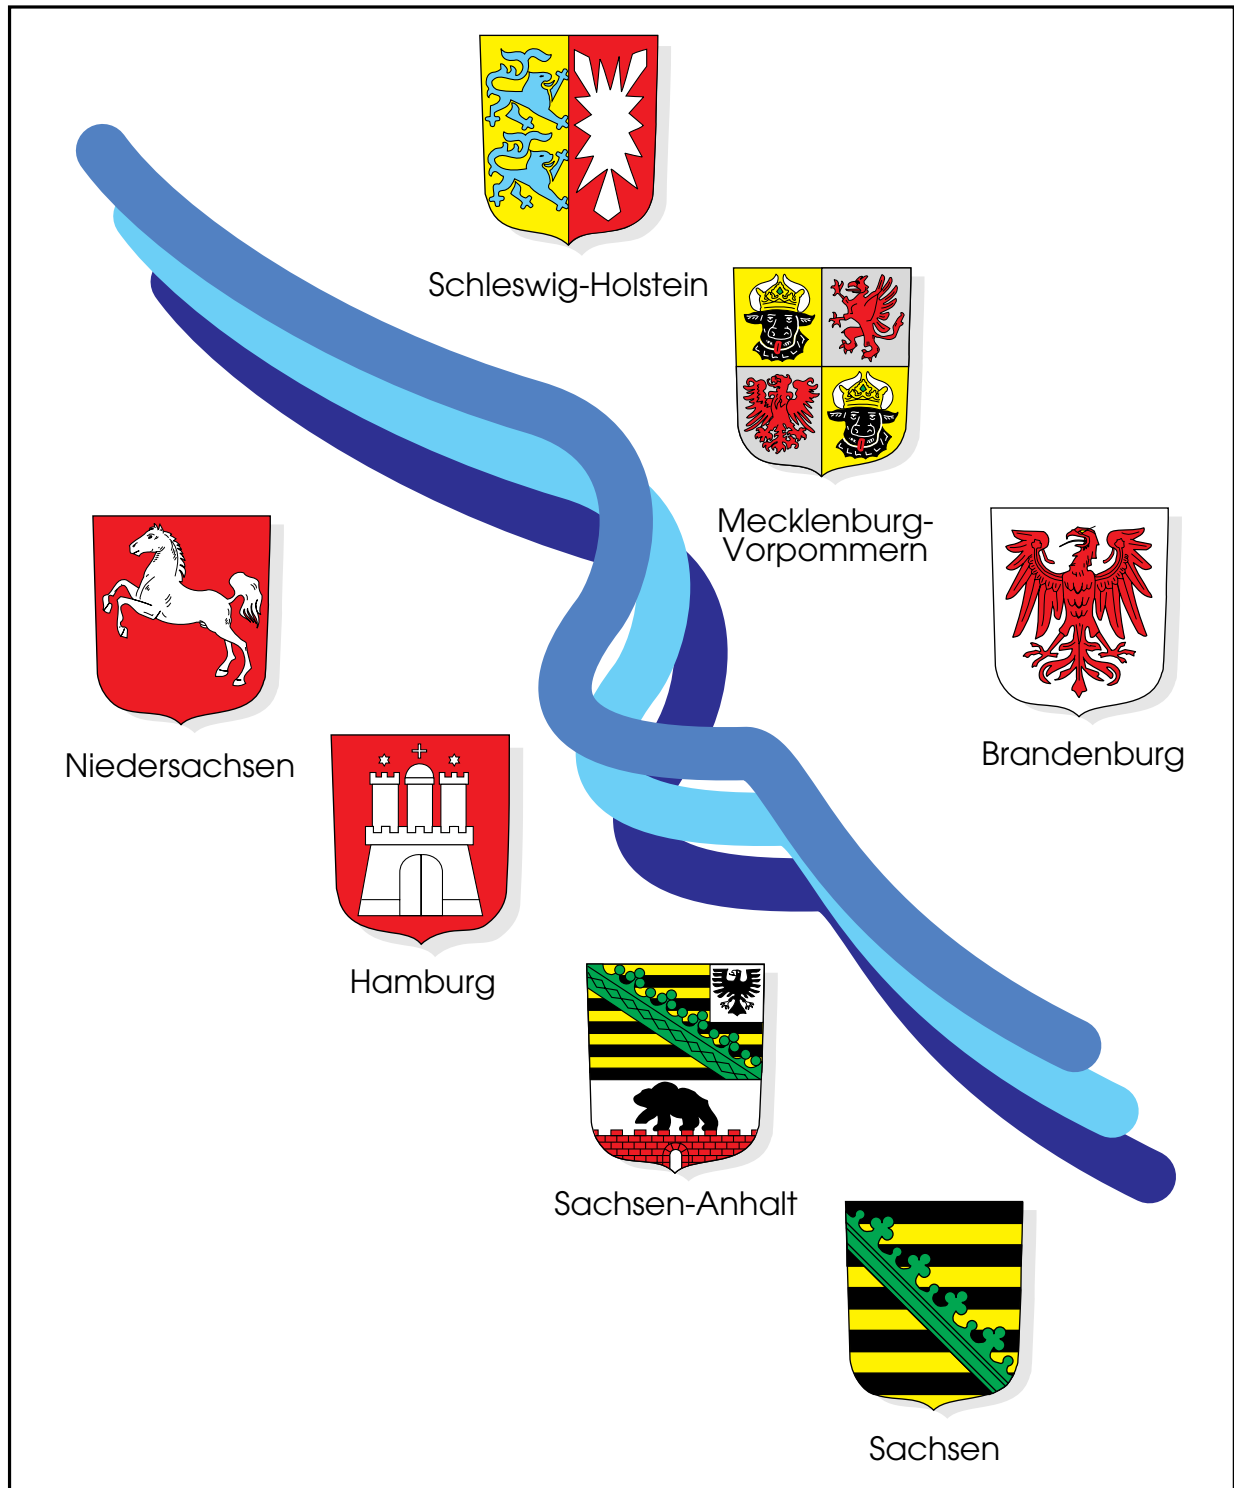 Schleswig-Holstein
Mecklenburg-
Vorpommern
Niedersachsen
Brandenburg
Hamburg
Sachsen-Anhalt
Sachsen